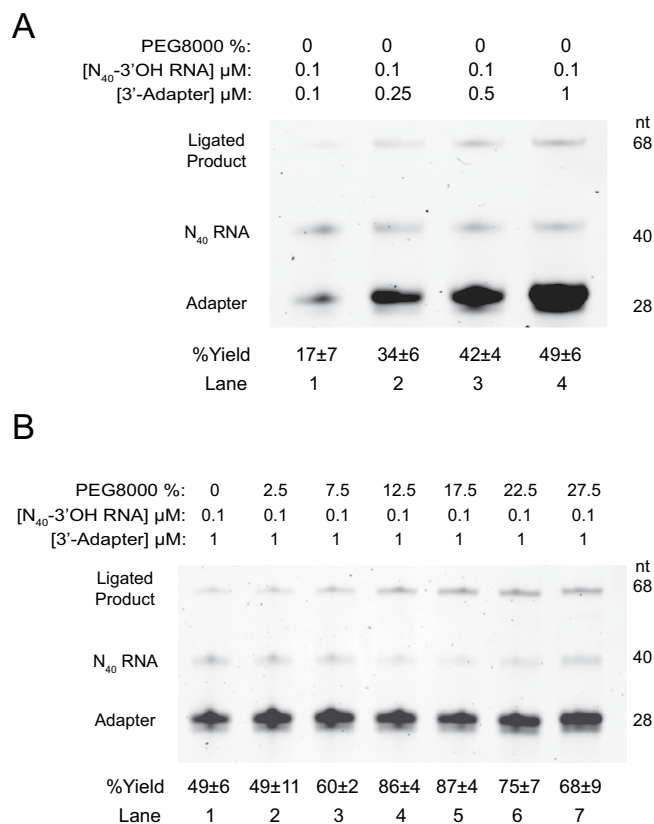 A
PEG8000 %: 0 0 0 0
[N₄₀-3'OH RNA] µM: 0.1 0.1 0.1 0.1
[3'-Adapter] µM: 0.1 0.25 0.5 1
nt
Ligated
Product
68
N₄₀ RNA 40
Adapter 28
%Yield 17±7 34±6 42±4 49±6
Lane 1 2 3 4
B
PEG8000 %: 0 2.5 7.5 12.5 17.5 22.5 27.5
[N₄₀-3'OH RNA] µM: 0.1 0.1 0.1 0.1 0.1 0.1 0.1
[3'-Adapter] µM: 1 1 1 1 1 1 1
nt
Ligated
Product
68
N₄₀ RNA 40
Adapter 28
%Yield 49±6 49±11 60±2 86±4 87±4 75±7 68±9
Lane 1 2 3 4 5 6 7